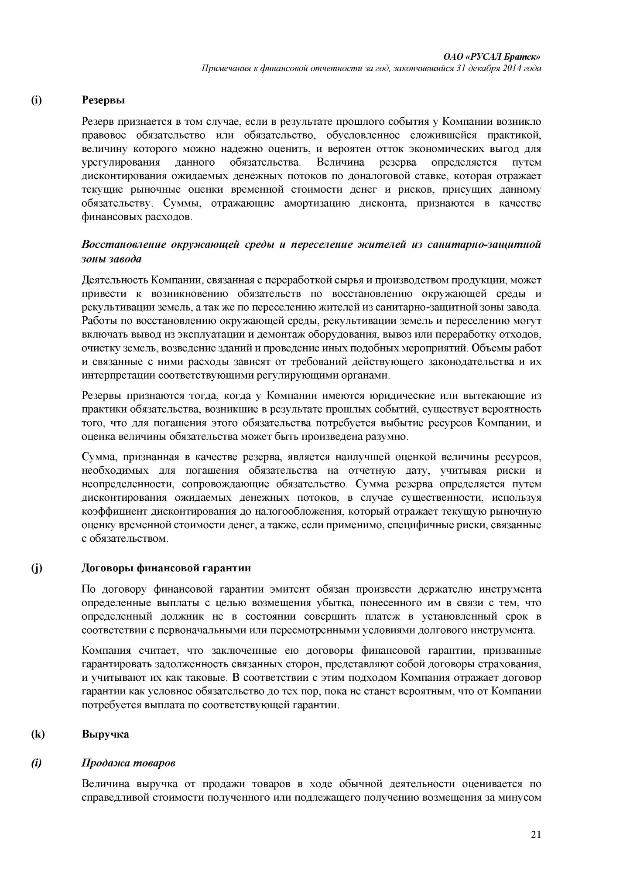 ОАО «РУСАЛ Братск»
Примечания к финансовой отчетности за год, закончившийся 31 декабря 2014 года
(i) Резервы
Резерв признается в том случае, если в результате прошлого события у Компании возникло
правовое обязательство или обязательство, обусловленное сложившейся практикой,
величину которого можно надежно оценить, и вероятен отток экономических выгод для
урегулирования данного обязательства. Величина резерва определяется путем
дисконтирования ожидаемых денежных потоков по доналоговой ставке, которая отражает
текущие рыночные оценки временной стоимости денег и рисков, присущих данному
обязательству. Суммы, отражающие амортизацию дисконта, признаются в качестве
финансовых расходов.
Восстановление окружающей среды и переселение жителей из санитарно-защитной
зоны завода
Деятельность Компании, связанная с переработкой сырья и производством продукции, может
привести к возникновению обязательств по восстановлению окружающей среды и
рекультивации земель, а так же по переселению жителей из санитарно-защитной зоны завода.
Работы по восстановлению окружающей среды, рекультивации земель и переселению могут
включать вывод из эксплуатации и демонтаж оборудования, вывоз или переработку отходов,
очистку земель, возведение зданий и проведение иных подобных мероприятий. Объемы работ
и связанные с ними расходы зависят от требований действующего законодательства и их
интерпретации соответствующими регулирующими органами.
Резервы признаются тогда, когда у Компании имеются юридические или вытекающие из
практики обязательства, возникшие в результате прошлых событий, существует вероятность
того, что для погашения этого обязательства потребуется выбытие ресурсов Компании, и
оценка величины обязательства может быть произведена разумно.
Сумма, признанная в качестве резерва, является наилучшей оценкой величины ресурсов,
необходимых для погашения обязательства на отчетную дату, учитывая риски и
неопределенности, сопровождающие обязательство. Сумма резерва определяется путем
дисконтирования ожидаемых денежных потоков, в случае существенности, используя
коэффициент дисконтирования до налогообложения, который отражает текущую рыночную
оценку временной стоимости денег, а также, если применимо, специфичные риски, связанные
с обязательством.
(j) Договоры финансовой гарантии
По договору финансовой гарантии эмитент обязан произвести держателю инструмента
определенные выплаты с целью возмещения убытка, понесенного им в связи с тем, что
определенный должник не в состоянии совершить платеж в установленный срок в
соответствии с первоначальными или пересмотренными условиями долгового инструмента.
Компания считает, что заключенные ею договоры финансовой гарантии, призванные
гарантировать задолженность связанных сторон, представляют собой договоры страхования,
и учитывают их как таковые. В соответствии с этим подходом Компания отражает договор
гарантии как условное обязательство до тех пор, пока не станет вероятным, что от Компании
потребуется выплата по соответствующей гарантии.
(k) Выручка
(i) Продажа товаров
Величина выручка от продажи товаров в ходе обычной деятельности оценивается по
справедливой стоимости полученного или подлежащего получению возмещения за минусом
21